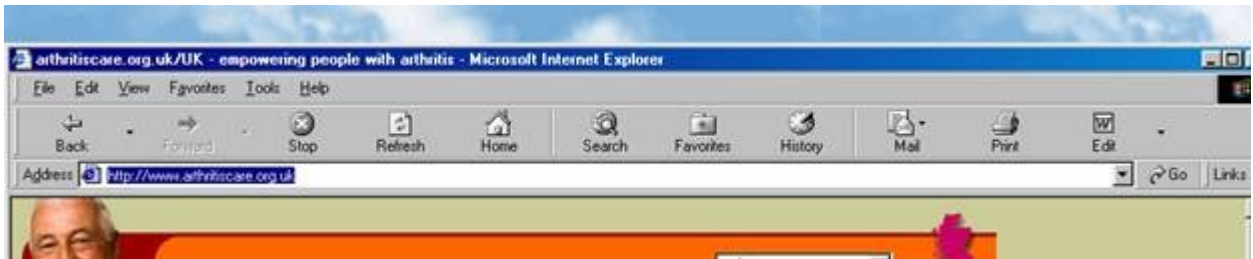 arthritiscare.org.uk/UK - empowering people with arthritis - Microsoft Internet Explorer
File Edit View Favorites Tools Help
Back Forward Stop Refresh Home Search Favorites History Mail Print Edit
Address http://www.arthritiscare.org.uk Go Links